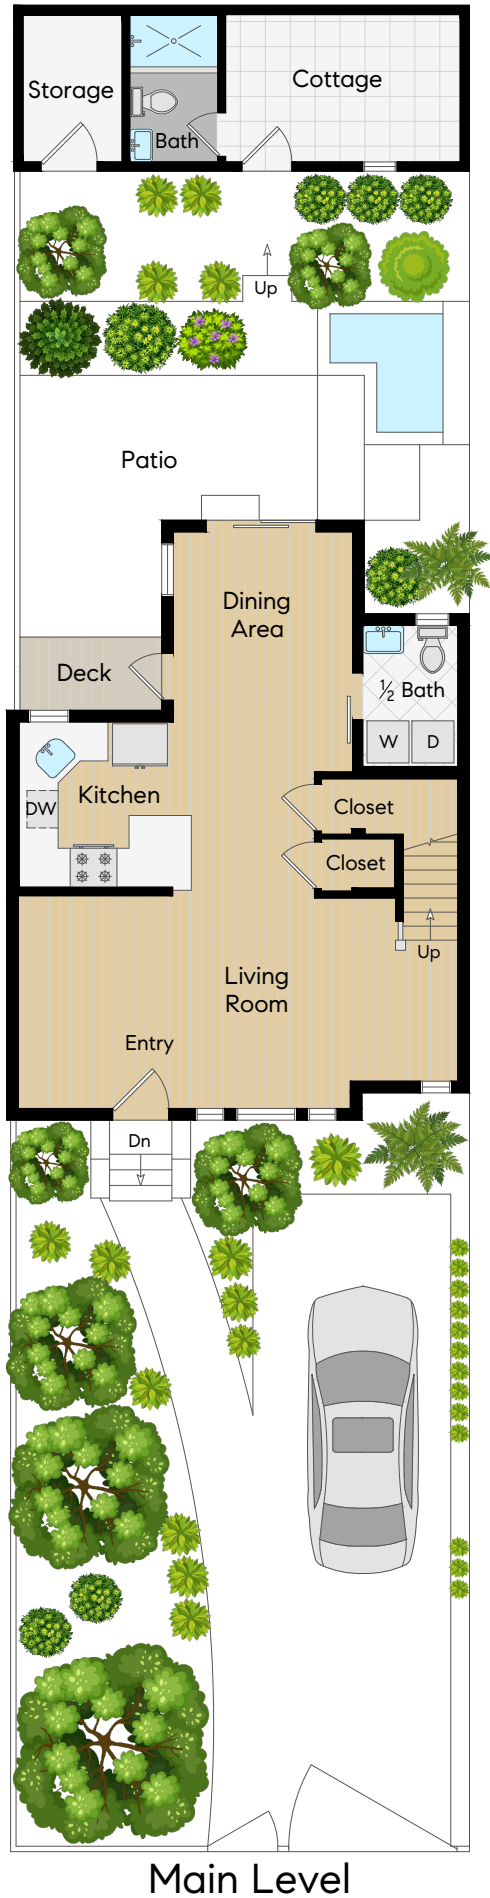 Storage
Cottage
Bath
Up
Patio
Dining
Area
Deck
½ Bath
W
D
DW
Kitchen
Closet
Closet
Up
Living
Room
Entry
Dn
Main Level